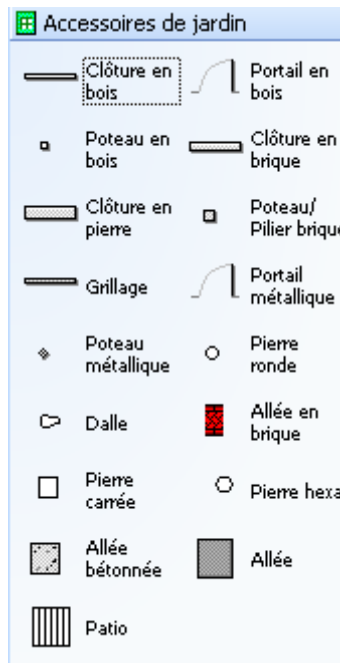 Accessoires de jardin
Clôture en
bois
Portail en
bois
Poteau en
bois
Clôture en
brique
Clôture en
pierre
Poteau/
Pilier brique
Grillage
Portail
métallique
Poteau
métallique
Pierre
ronde
Dalle
Allée en
brique
Pierre
carrée
Pierre hexa
Allée
bétonnée
Allée
Patio